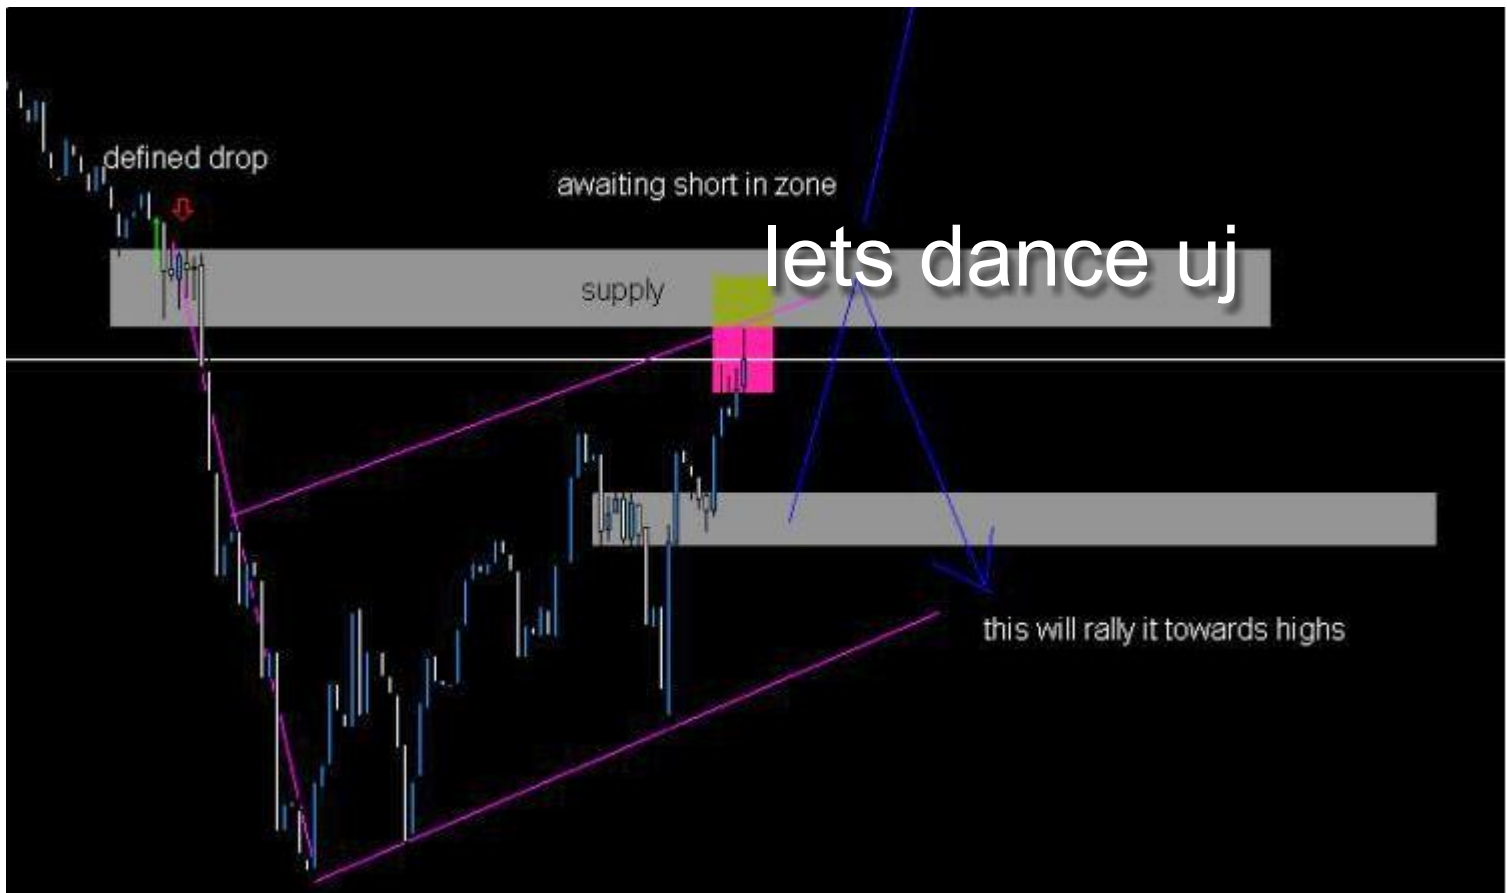 defined drop
awaiting short in zone
lets dance uj
supply
this will rally it towards highs